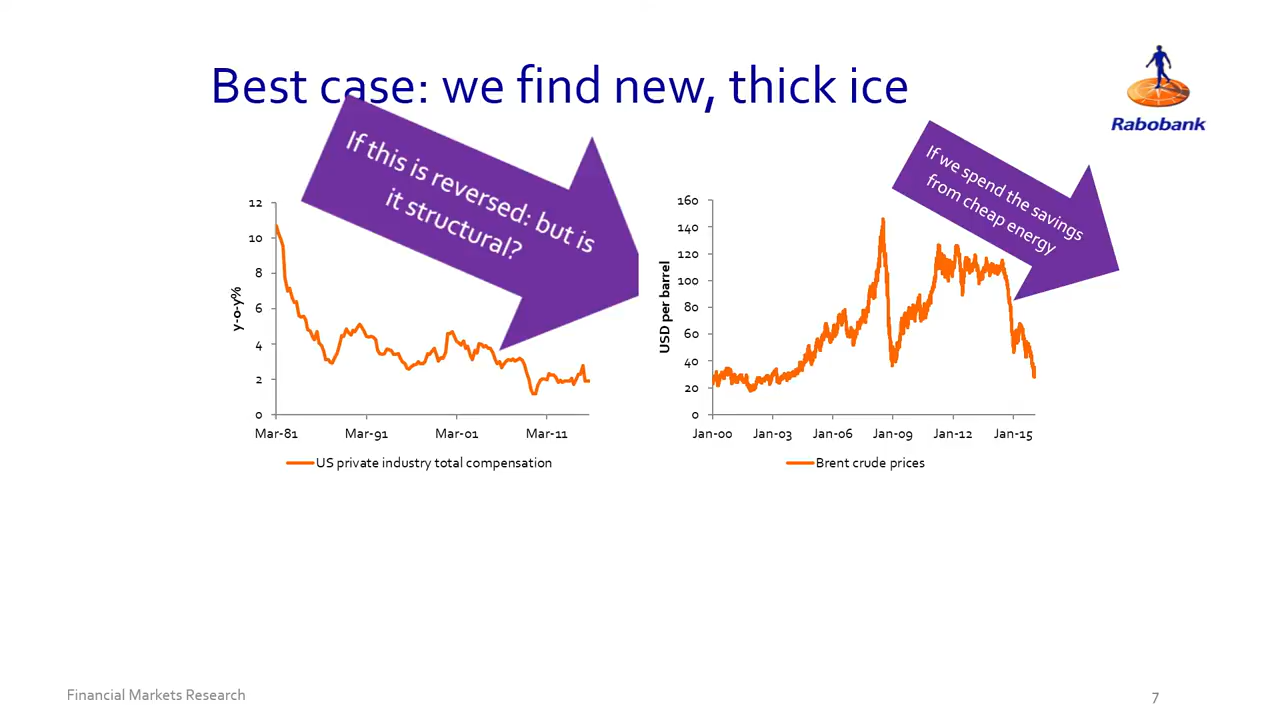 Best case: we find new, thick ice
Rabobank
If this is reversed: but is
it structural?
If we spend the savings
from cheap energy
12
10
8
6
4
2
0
y-o-y%
Mar-81 Mar-91 Mar-01 Mar-11
US private industry total compensation
160
140
120
100
80
60
40
20
0
USD per barrel
Jan-00 Jan-03 Jan-06 Jan-09 Jan-12 Jan-15
Brent crude prices
Financial Markets Research
7